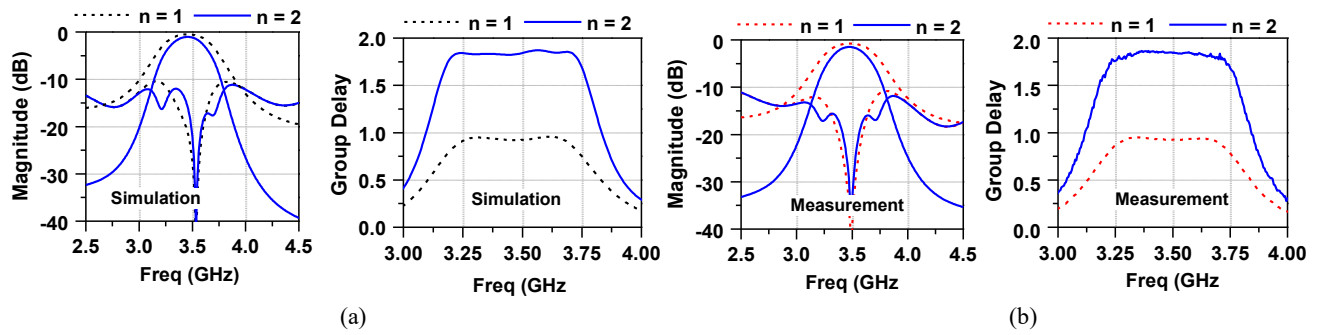 n = 1 n = 2
Magnitude (dB)
0
-10
-20
-30
-40
Simulation
2.5 3.0 3.5 4.0 4.5
Freq (GHz)
n = 1 n = 2
Group Delay
2.0
1.5
1.0
0.5
0.0
Simulation
3.00 3.25 3.50 3.75 4.00
Freq (GHz
(a)
n = 1 n = 2
Magnitude (dB)
0
-10
-20
-30
-40
Measurement
2.5 3.0 3.5 4.0 4.5
Freq (GHz)
n = 1 n = 2
Group Delay
2.0
1.5
1.0
0.5
0.0
Measurement
3.00 3.25 3.50 3.75 4.00
Freq (GHz
(b)